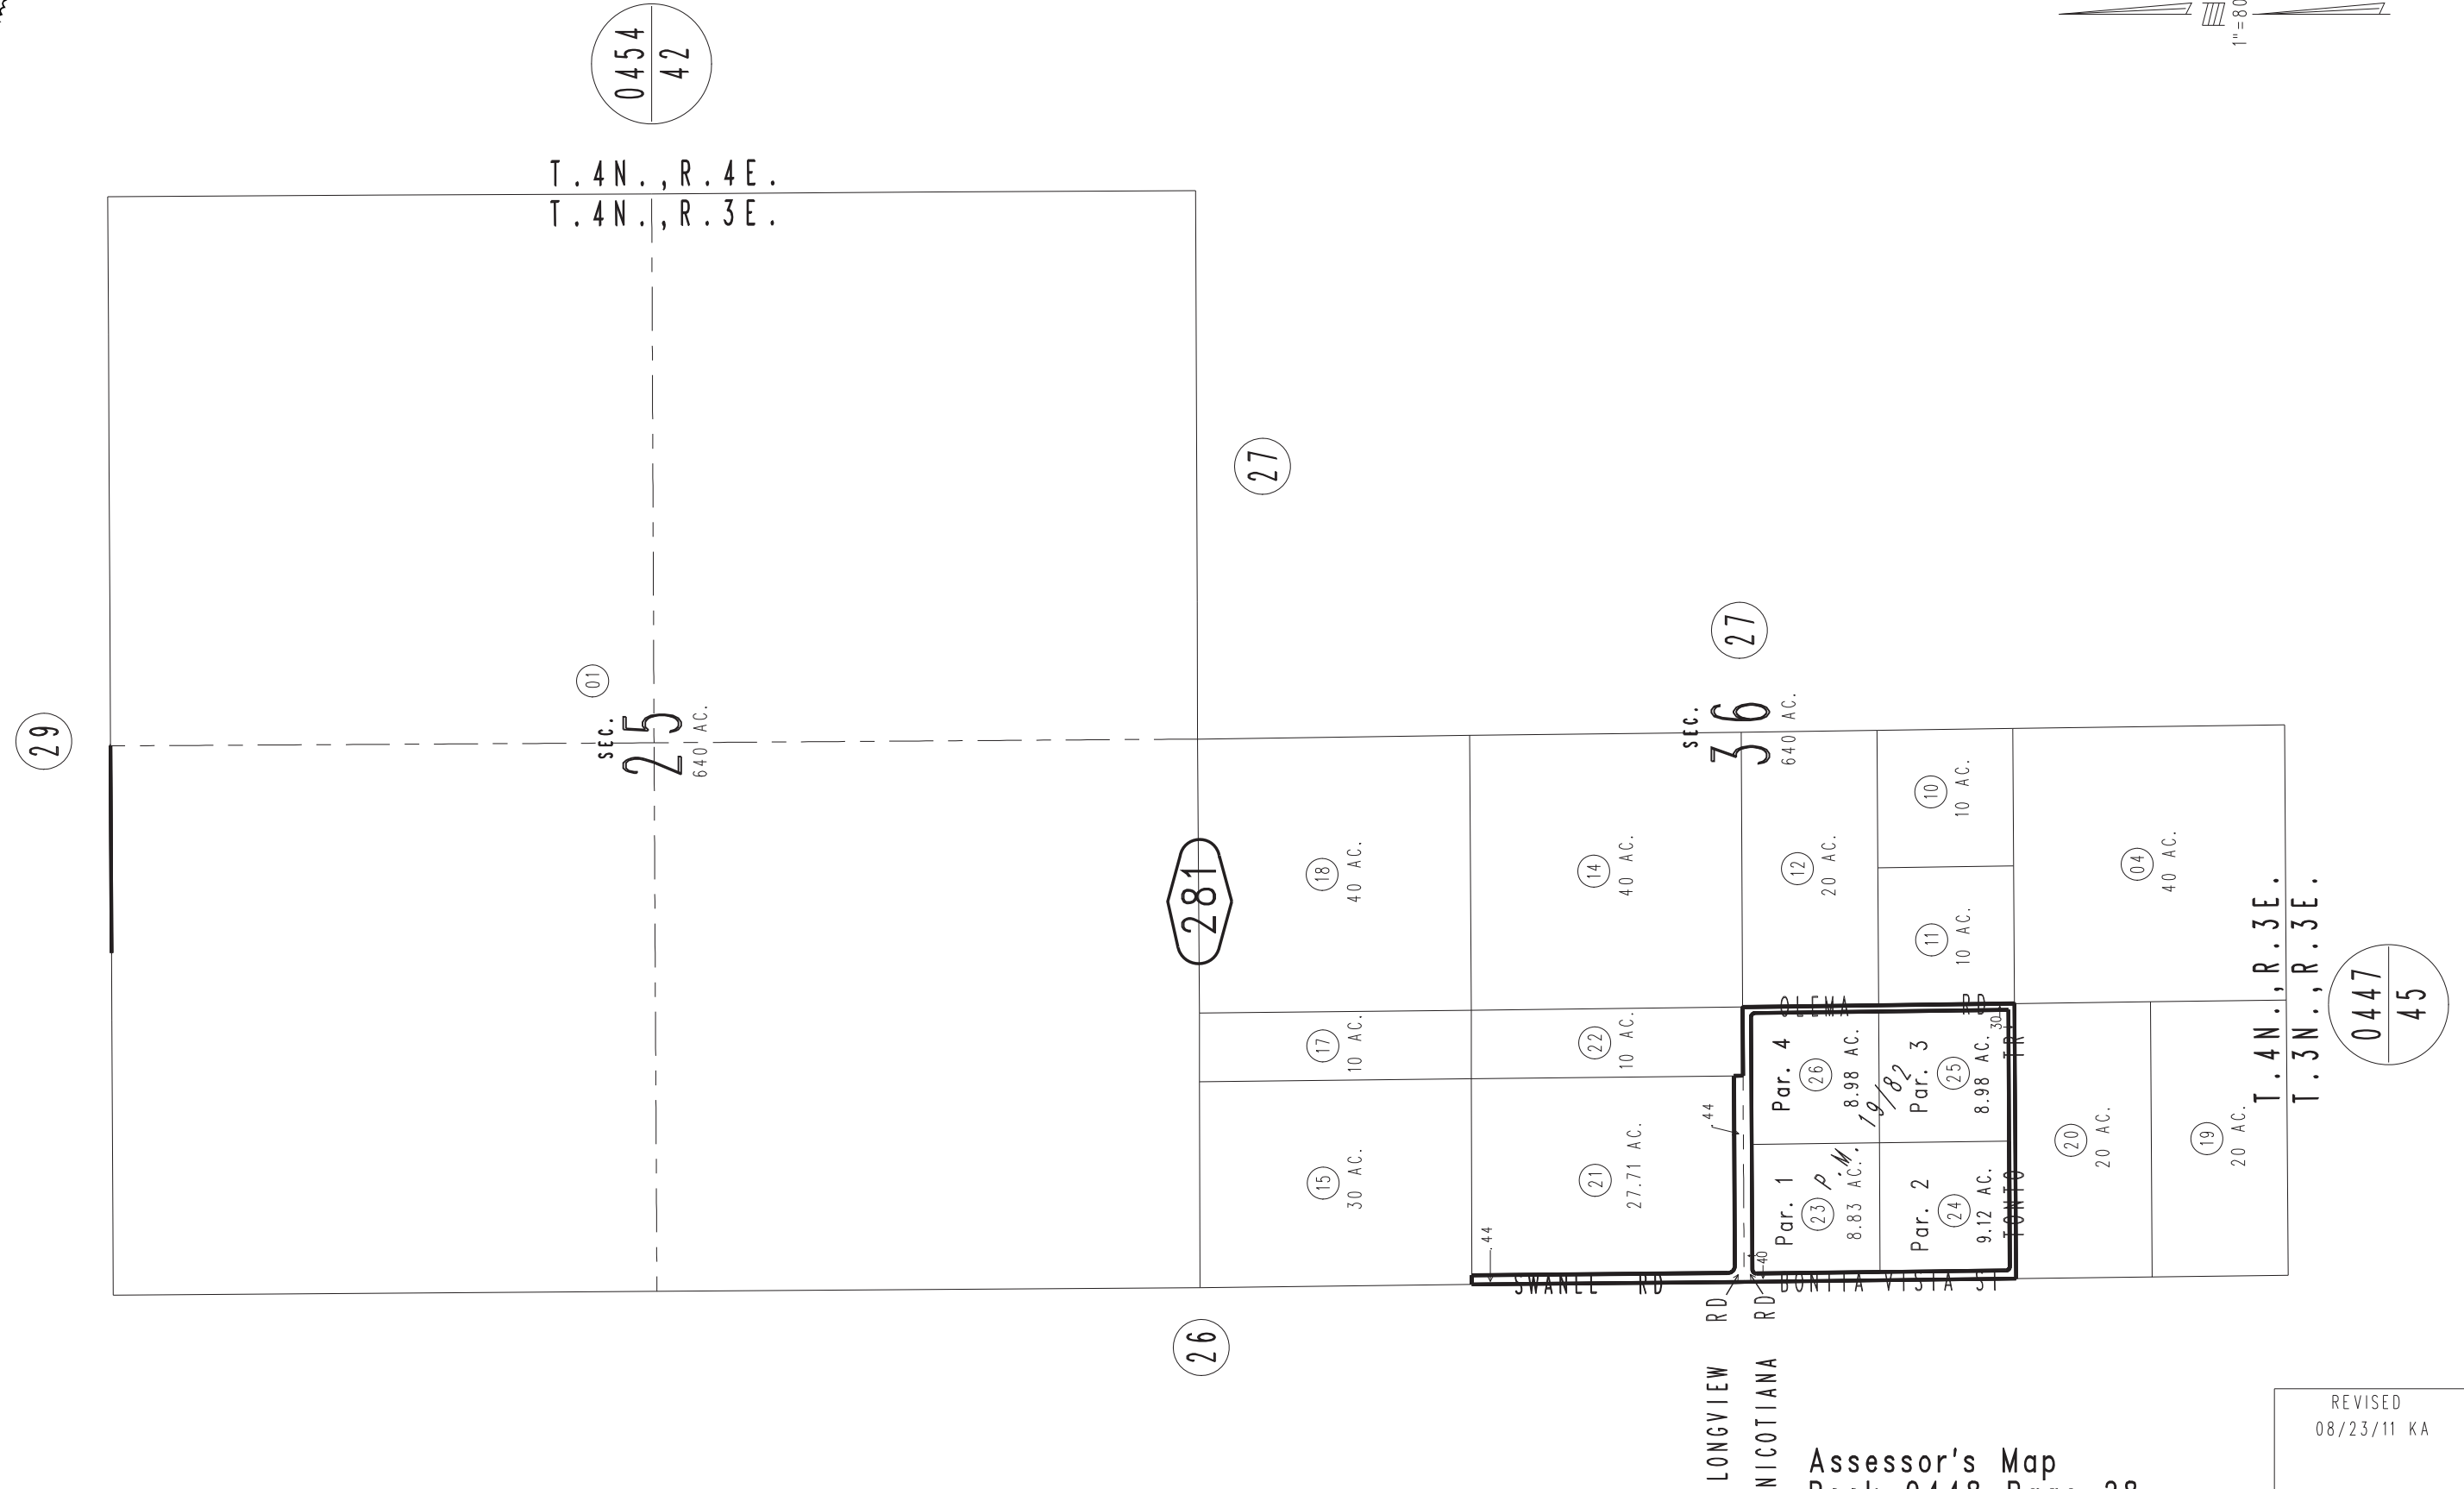 1"=80
0454
42
T.4N.,R.4E.
T.4N.,R.3E.
27
29
01
SEC.
25
640 AC.
27
SEC.
36
640 AC.
281
18
40 AC.
14
40 AC.
12
20 AC.
10
10 AC.
11
10 AC.
04
40 AC.
T.4N.,R.3E.
T.3N.,R.3E.
0447
45
17
10 AC.
22
10 AC.
OLEMA RD
30
15
30 AC.
21
27.71 AC.
.44
.44
Par. 4
26
8.98 AC.
Par. 3
25
8.98 AC.
P.M. 19/82
Par. 1
23
8.83 AC.
Par. 2
24
9.12 AC.
TONTO TR
20
20 AC.
19
20 AC.
40
SWANEE RD
BONITA VISTA ST
LONGVIEW RD
NICOTIANA RD
26
REVISED
08/23/11 KA
Assessor's Map